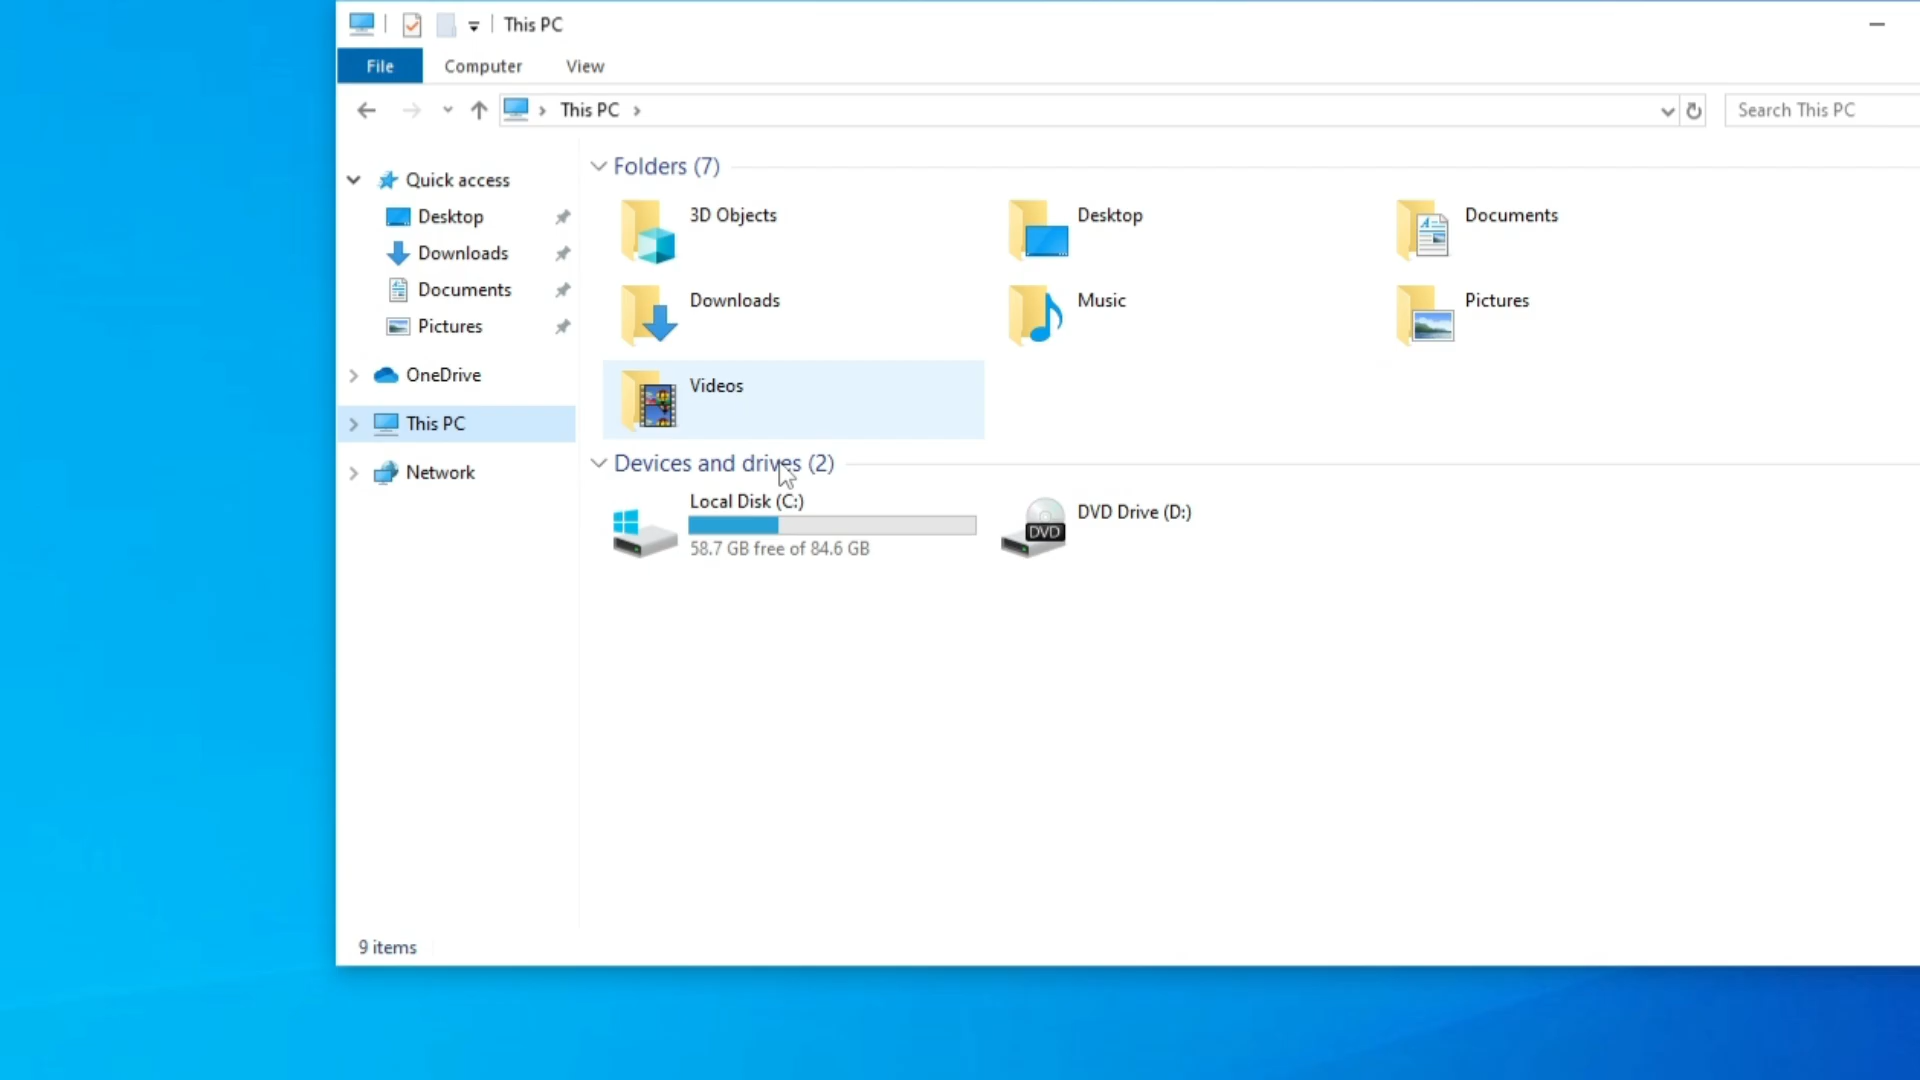 This PC
File
Computer
View
This PC
Search This PC
Quick access
Desktop
Downloads
Documents
Pictures
OneDrive
This PC
Network
Folders (7)
3D Objects
Desktop
Documents
Downloads
Music
Pictures
Videos
Devices and drives (2)
Local Disk (C:)
58.7 GB free of 84.6 GB
DVD
DVD Drive (D:)
9 items